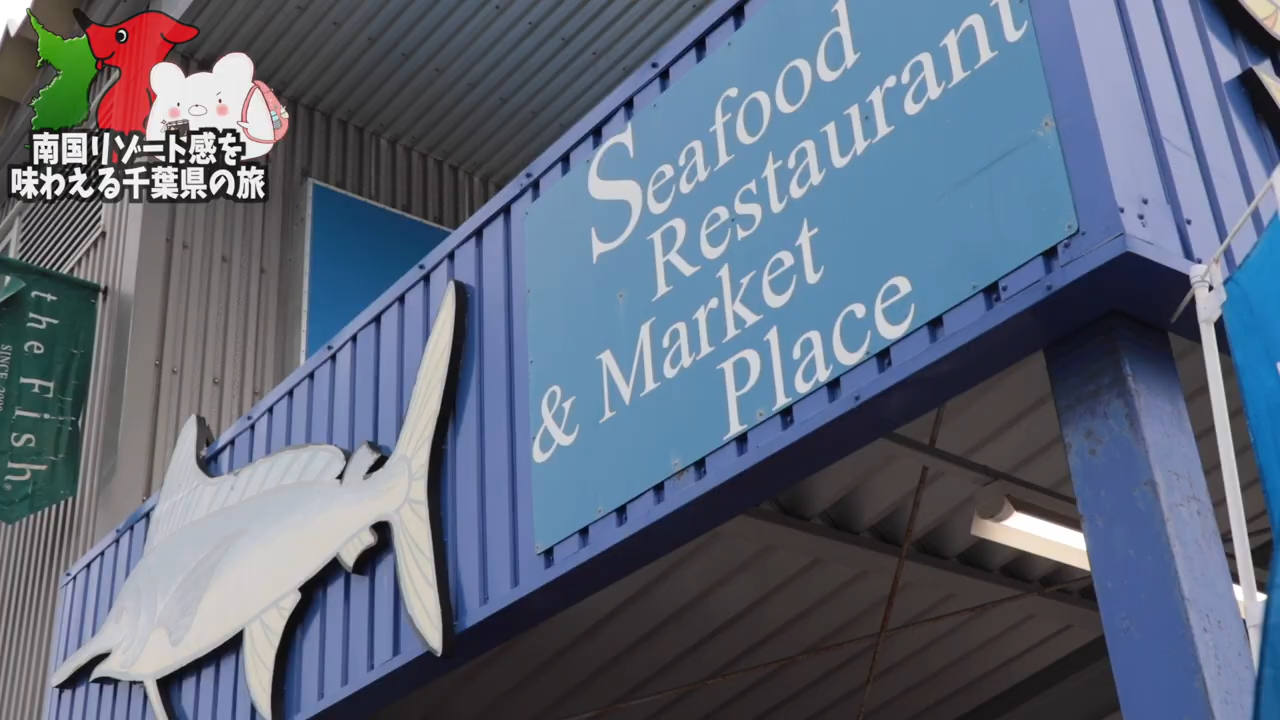 南国リゾート感を
味わえる千葉県の旅
Seafood
Restaurant
& Market
Place
the Fish